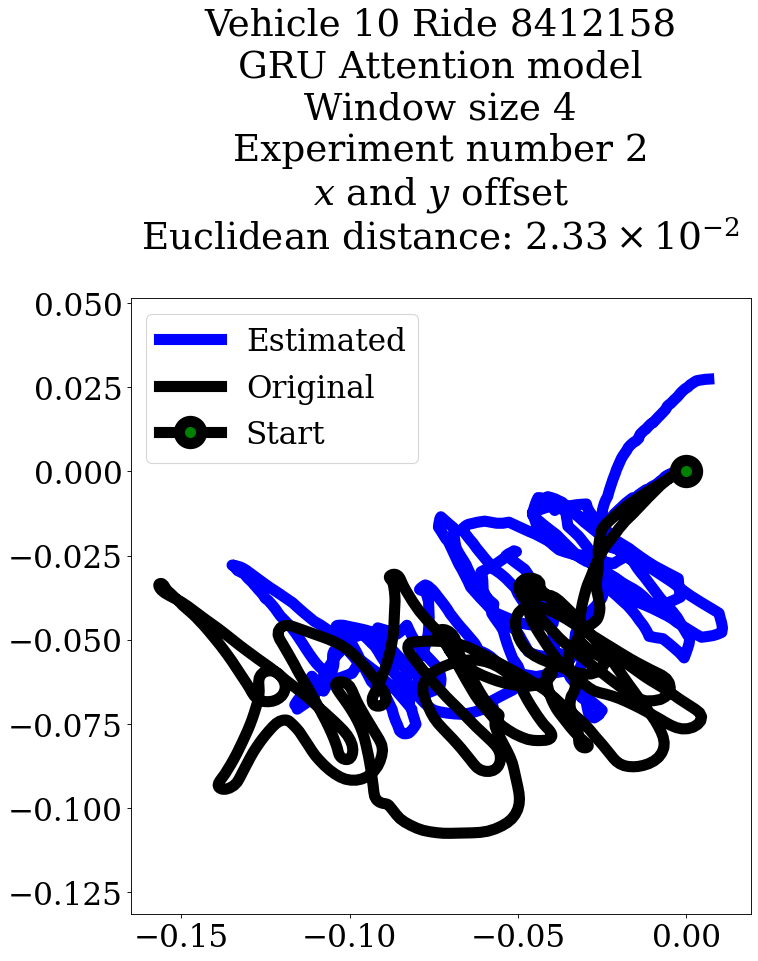 Vehicle 10 Ride 8412158
GRU Attention model
Window size 4
Experiment number 2
x and y offset
Euclidean distance: 2.33 × 10⁻²
0.050
0.025
0.000
−0.025
−0.050
−0.075
−0.100
−0.125
Estimated
Original
Start
−0.15 −0.10 −0.05 0.00